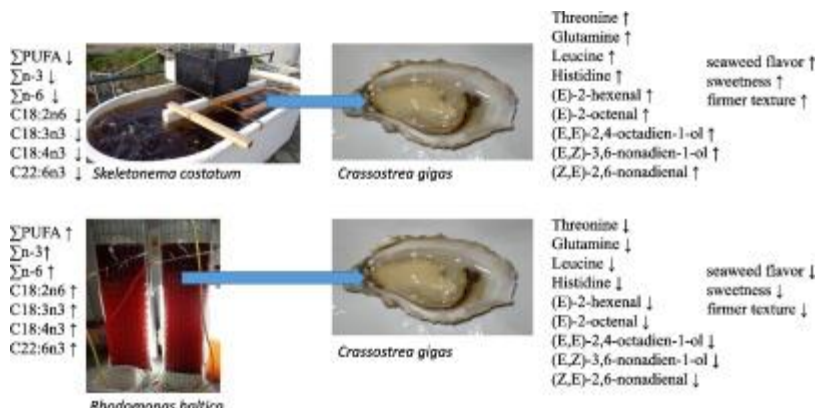 ∑PUFA ↓
∑n-3 ↓
∑n-6 ↓
C18:2n6 ↓
C18:3n3 ↓
C18:4n3 ↓
C22:6n3 ↓
Skeletonema costatum
Crassostrea gigas
Threonine ↑
Glutamine ↑
Leucine ↑
Histidine ↑
(E)-2-hexenal ↑
(E)-2-octenal ↑
(E,E)-2,4-octadien-1-ol ↑
(E,Z)-3,6-nonadien-1-ol ↑
(Z,E)-2,6-nonadienal ↑
seaweed flavor ↑
sweetness ↑
firmer texture ↑
∑PUFA ↑
∑n-3↑
∑n-6 ↑
C18:2n6 ↑
C18:3n3 ↑
C18:4n3 ↑
C22:6n3 ↑
Rhodomonas baltica
Crassostrea gigas
Threonine ↓
Glutamine ↓
Leucine ↓
Histidine ↓
(E)-2-hexenal ↓
(E)-2-octenal ↓
(E,E)-2,4-octadien-1-ol ↓
(E,Z)-3,6-nonadien-1-ol ↓
(Z,E)-2,6-nonadienal ↓
seaweed flavor ↓
sweetness ↓
firmer texture ↓